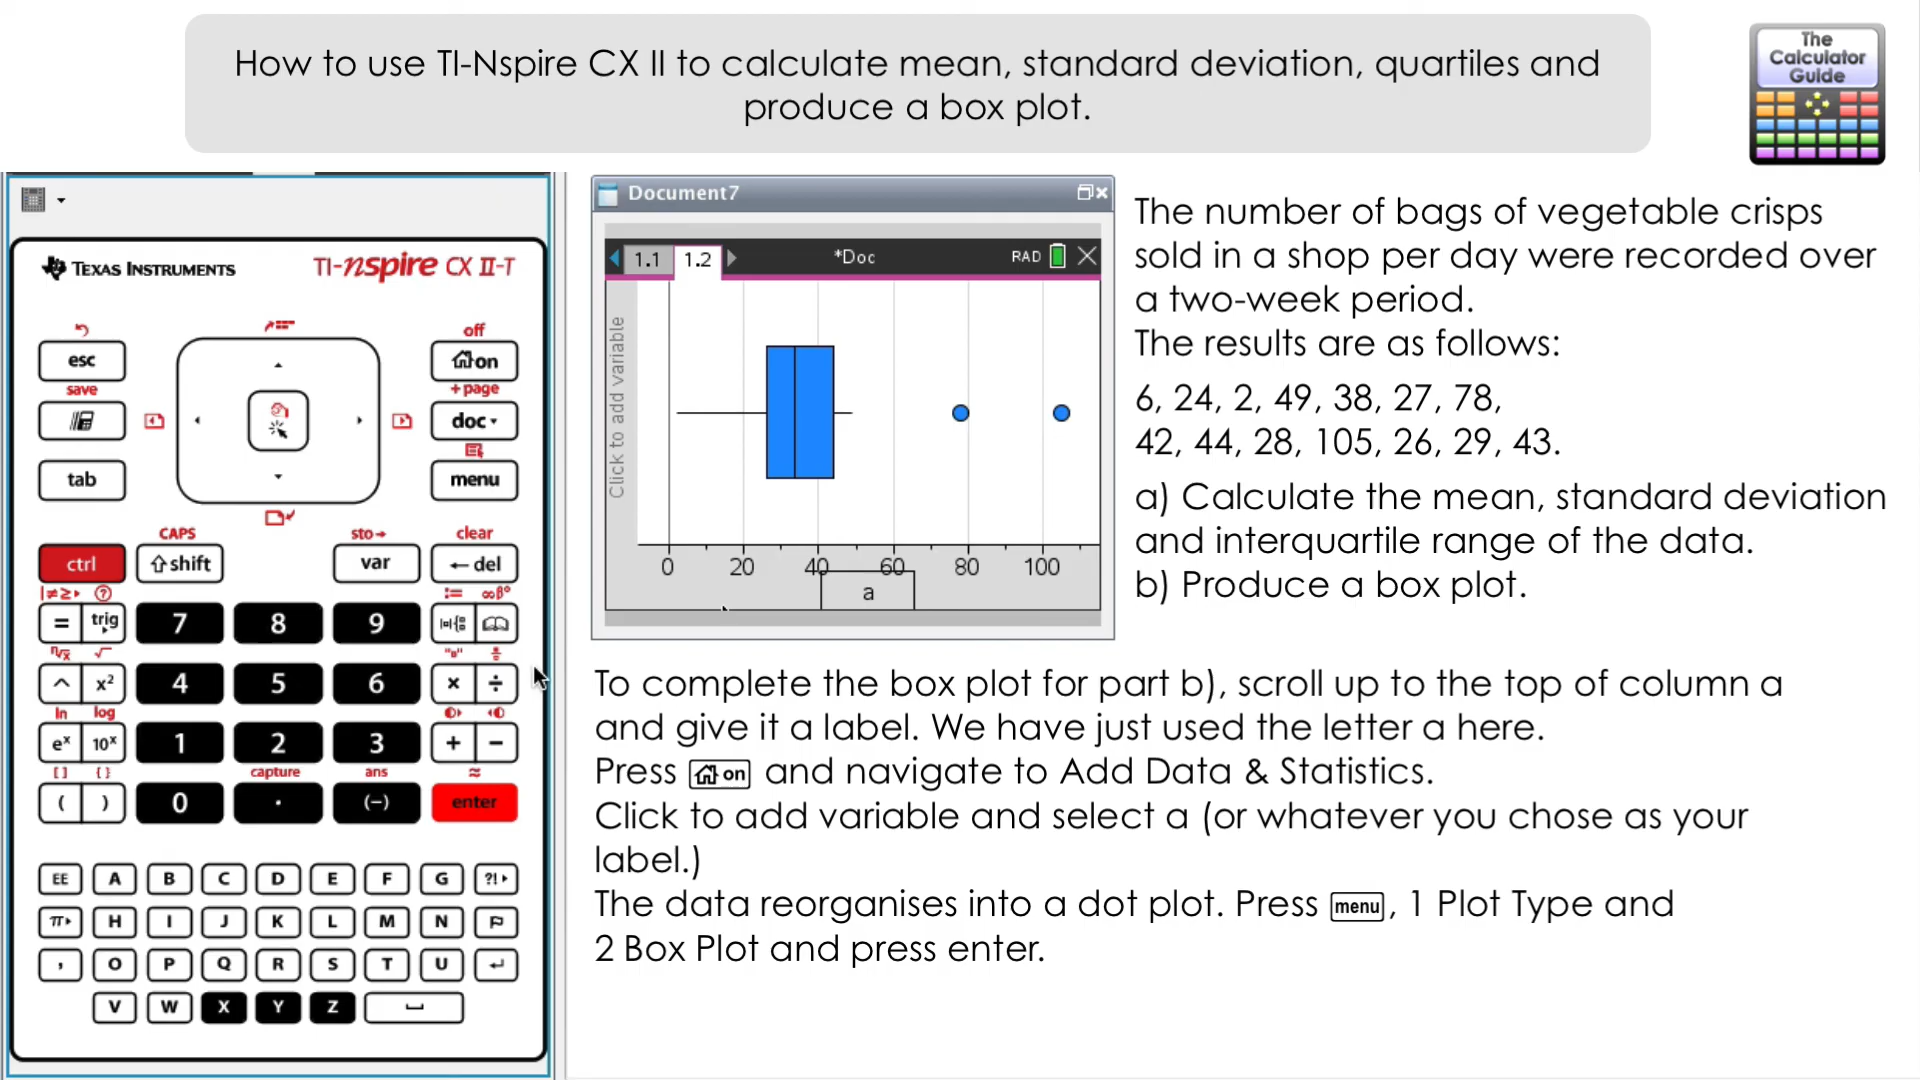 How to use TI-Nspire CX II to calculate mean, standard deviation, quartiles and
produce a box plot.
The
Calculator
Guide
TEXAS INSTRUMENTS
TI-nspire CX II-T
off
esc
on
save
+ page
doc
tab
menu
CAPS
sto→
clear
ctrl
⇧shift
var
← del
|≠≥▸
?
:=
∞β°
=
trig
7
8
9
ⁿ√x
√
^
x²
4
5
6
×
÷
ln
log
eˣ
10ˣ
1
2
3
+
−
[ ]
{ }
capture
ans
≈
(
)
0
.
(−)
enter
EE
A
B
C
D
E
F
G
?!▸
π▸
H
I
J
K
L
M
N
,
O
P
Q
R
S
T
U
↵
V
W
X
Y
Z
Document7
1.1
1.2
*Doc
RAD
Click to add variable
0
20
40
60
80
100
a
The number of bags of vegetable crisps
sold in a shop per day were recorded over
a two-week period.
The results are as follows:
6, 24, 2, 49, 38, 27, 78,
42, 44, 28, 105, 26, 29, 43.
a) Calculate the mean, standard deviation
and interquartile range of the data.
b) Produce a box plot.
To complete the box plot for part b), scroll up to the top of column a
and give it a label. We have just used the letter a here.
Press on and navigate to Add Data & Statistics.
Click to add variable and select a (or whatever you chose as your
label.)
The data reorganises into a dot plot. Press menu, 1 Plot Type and
2 Box Plot and press enter.